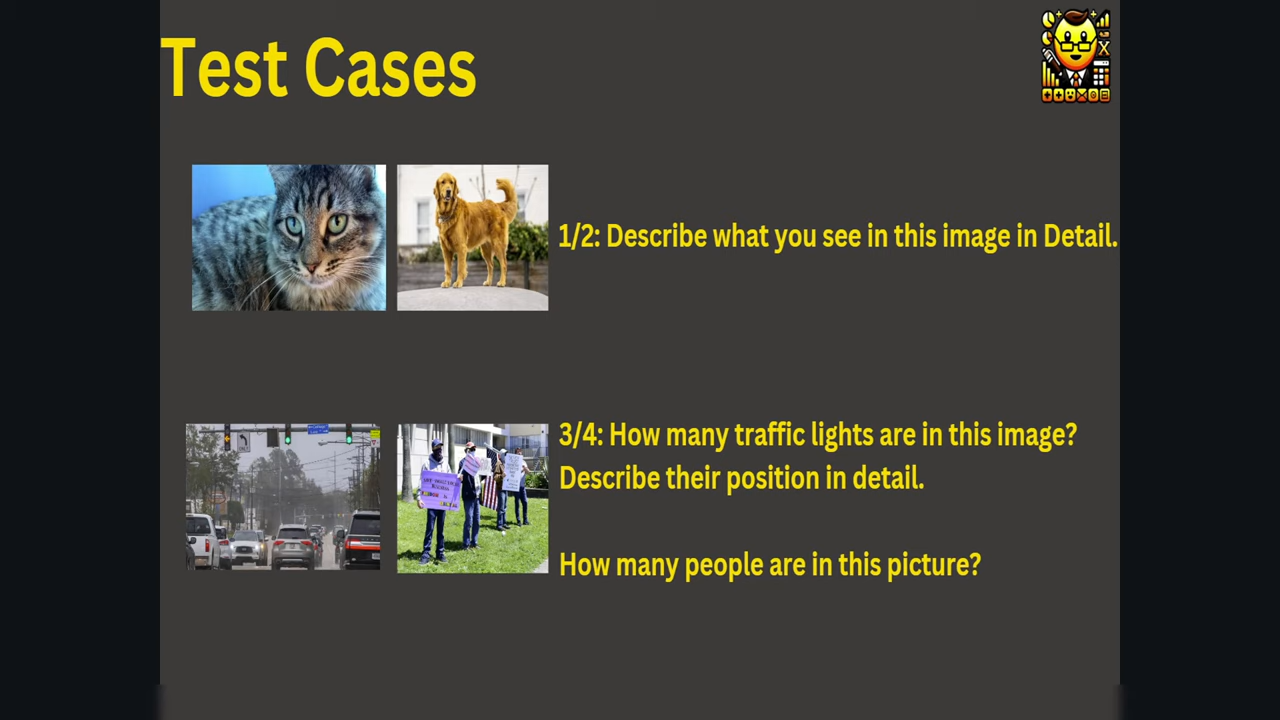 Test Cases
1/2: Describe what you see in this image in Detail.
3/4: How many traffic lights are in this image?
Describe their position in detail.
How many people are in this picture?